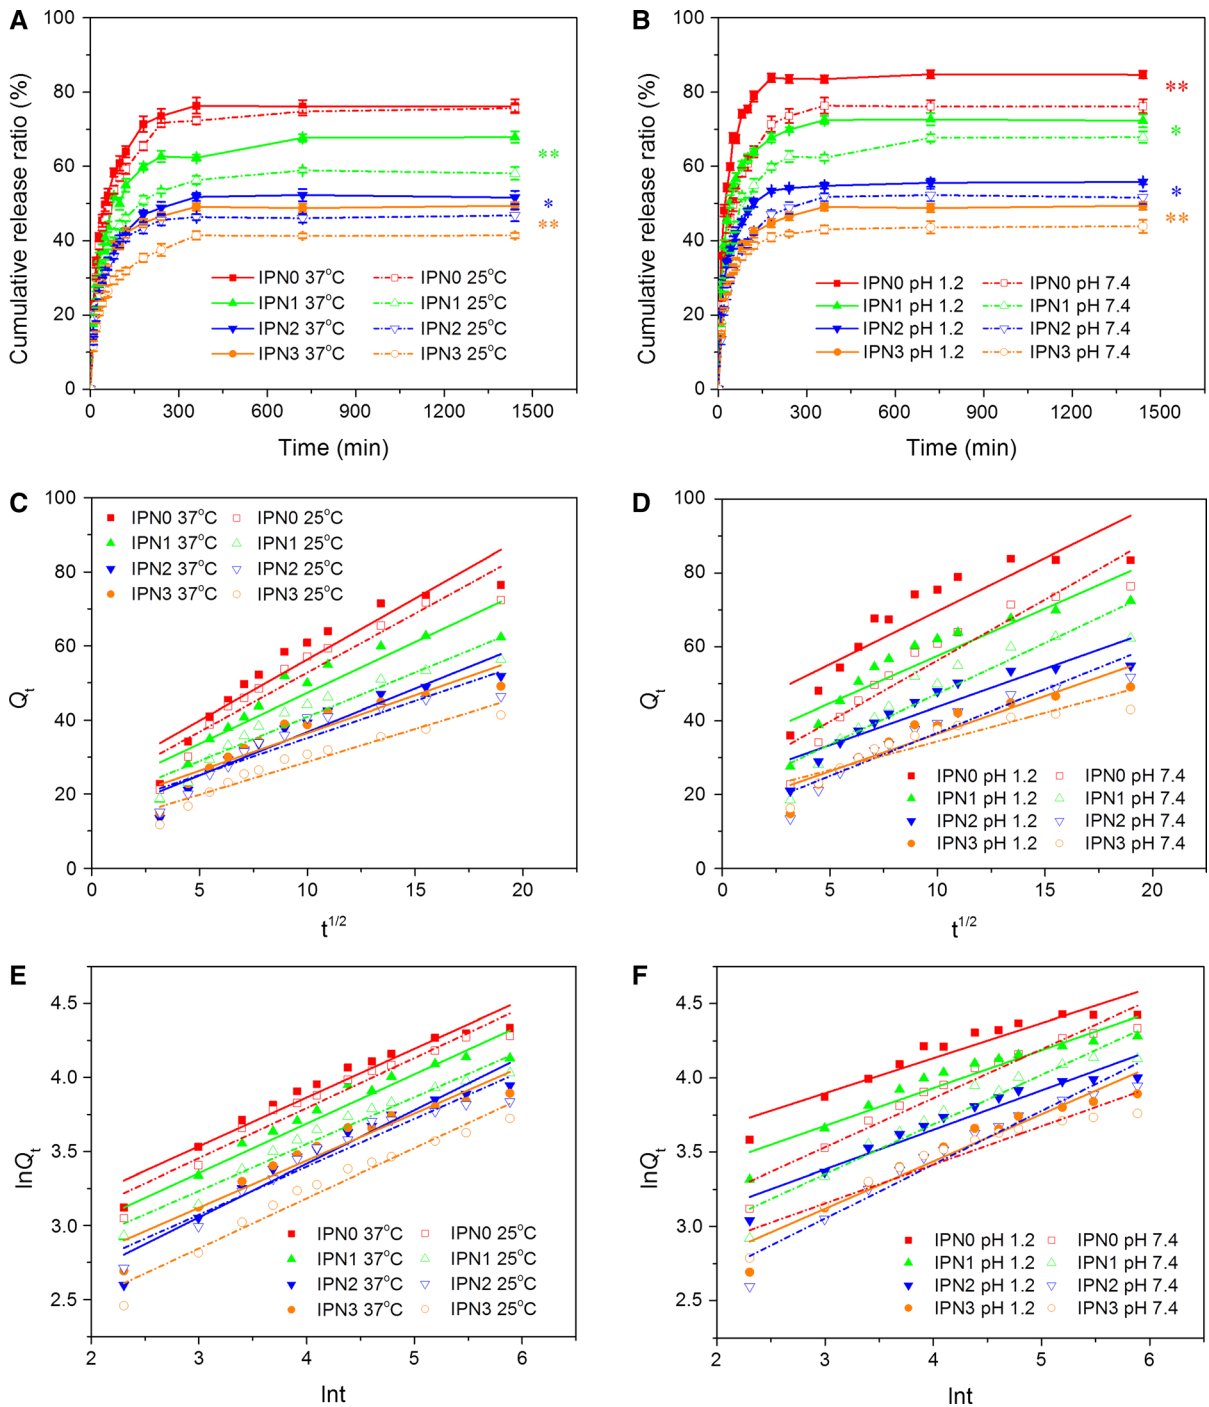 A
100
80
60
40
20
0
0 300 600 900 1200 1500
Cumulative release ratio (%)
Time (min)
**
*
**
IPN0 37°C IPN0 25°C
IPN1 37°C IPN1 25°C
IPN2 37°C IPN2 25°C
IPN3 37°C IPN3 25°C
B
100
80
60
40
20
0
0 300 600 900 1200 1500
Cumulative release ratio (%)
Time (min)
**
*
*
**
IPN0 pH 1.2 IPN0 pH 7.4
IPN1 pH 1.2 IPN1 pH 7.4
IPN2 pH 1.2 IPN2 pH 7.4
IPN3 pH 1.2 IPN3 pH 7.4
C
100
80
60
40
20
0
0 5 10 15 20
Qt
t1/2
IPN0 37°C IPN0 25°C
IPN1 37°C IPN1 25°C
IPN2 37°C IPN2 25°C
IPN3 37°C IPN3 25°C
D
100
80
60
40
20
0
0 5 10 15 20
Qt
t1/2
IPN0 pH 1.2 IPN0 pH 7.4
IPN1 pH 1.2 IPN1 pH 7.4
IPN2 pH 1.2 IPN2 pH 7.4
IPN3 pH 1.2 IPN3 pH 7.4
E
4.5
4.0
3.5
3.0
2.5
2 3 4 5 6
lnQt
lnt
IPN0 37°C IPN0 25°C
IPN1 37°C IPN1 25°C
IPN2 37°C IPN2 25°C
IPN3 37°C IPN3 25°C
F
4.5
4.0
3.5
3.0
2.5
2 3 4 5 6
lnQt
lnt
IPN0 pH 1.2 IPN0 pH 7.4
IPN1 pH 1.2 IPN1 pH 7.4
IPN2 pH 1.2 IPN2 pH 7.4
IPN3 pH 1.2 IPN3 pH 7.4